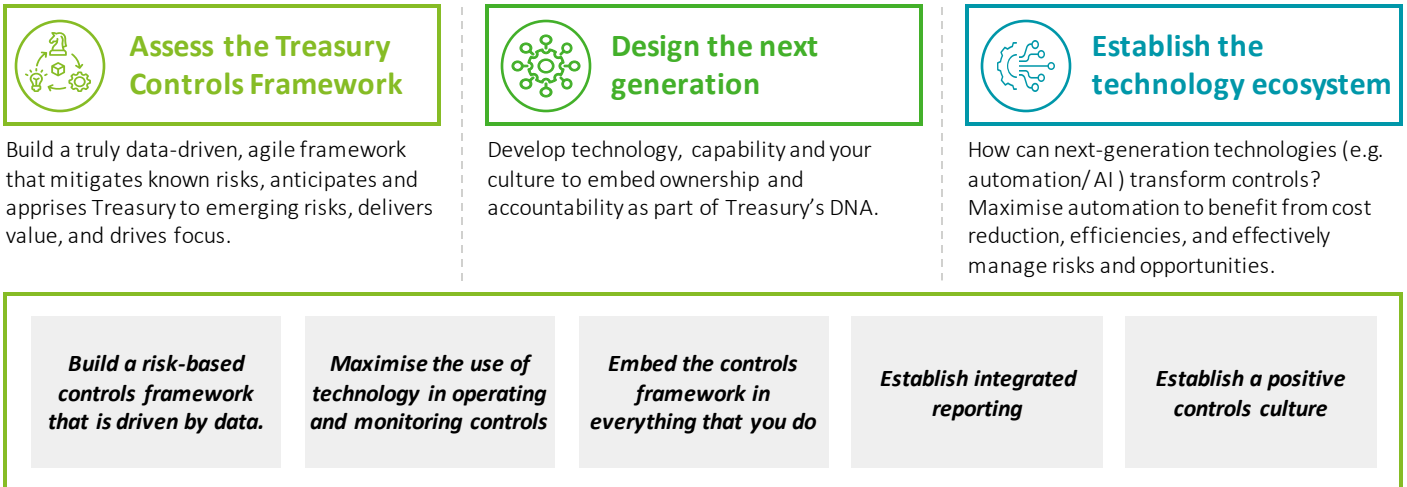 Assess the Treasury
Controls Framework
Build a truly data-driven, agile framework
that mitigates known risks, anticipates and
apprises Treasury to emerging risks, delivers
value, and drives focus.
Design the next
generation
Develop technology, capability and your
culture to embed ownership and
accountability as part of Treasury’s DNA.
Establish the
technology ecosystem
How can next-generation technologies (e.g.
automation/ AI ) transform controls?
Maximise automation to benefit from cost
reduction, efficiencies, and effectively
manage risks and opportunities.
Build a risk-based
controls framework
that is driven by data.
Maximise the use of
technology in operating
and monitoring controls
Embed the controls
framework in
everything that you do
Establish integrated
reporting
Establish a positive
controls culture